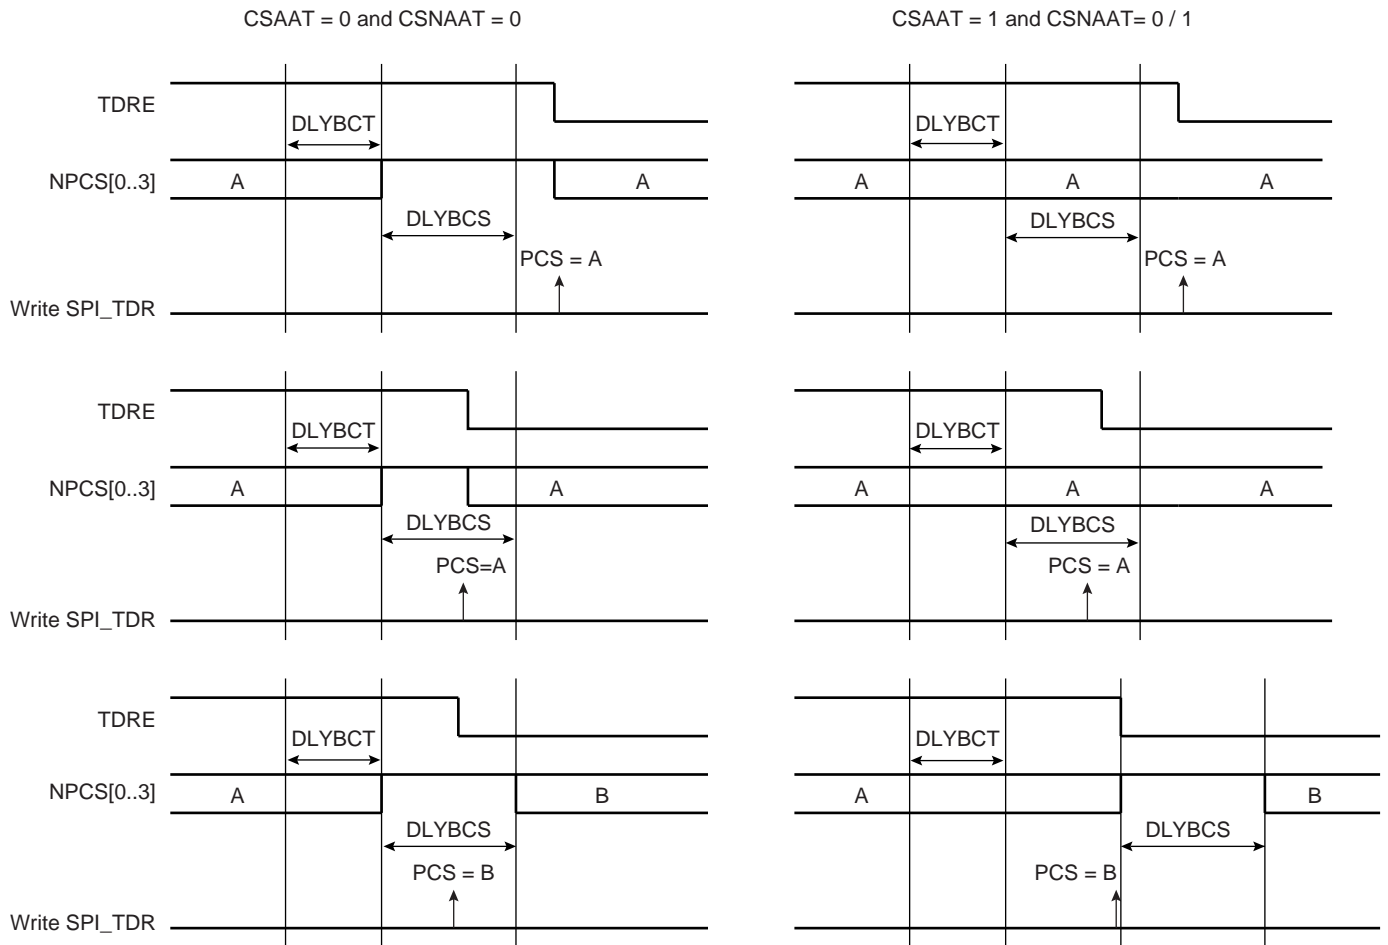 CSAAT = 0 and CSNAAT = 0
CSAAT = 1 and CSNAAT= 0 / 1
TDRE
DLYBCT
DLYBCT
NPCS[0..3]
A
A
A
A
A
DLYBCS
DLYBCS
PCS = A
PCS = A
Write SPI_TDR
TDRE
DLYBCT
DLYBCT
NPCS[0..3]
A
A
A
A
A
DLYBCS
DLYBCS
PCS=A
PCS = A
Write SPI_TDR
TDRE
DLYBCT
DLYBCT
NPCS[0..3]
A
B
A
B
DLYBCS
DLYBCS
PCS = B
PCS = B
Write SPI_TDR